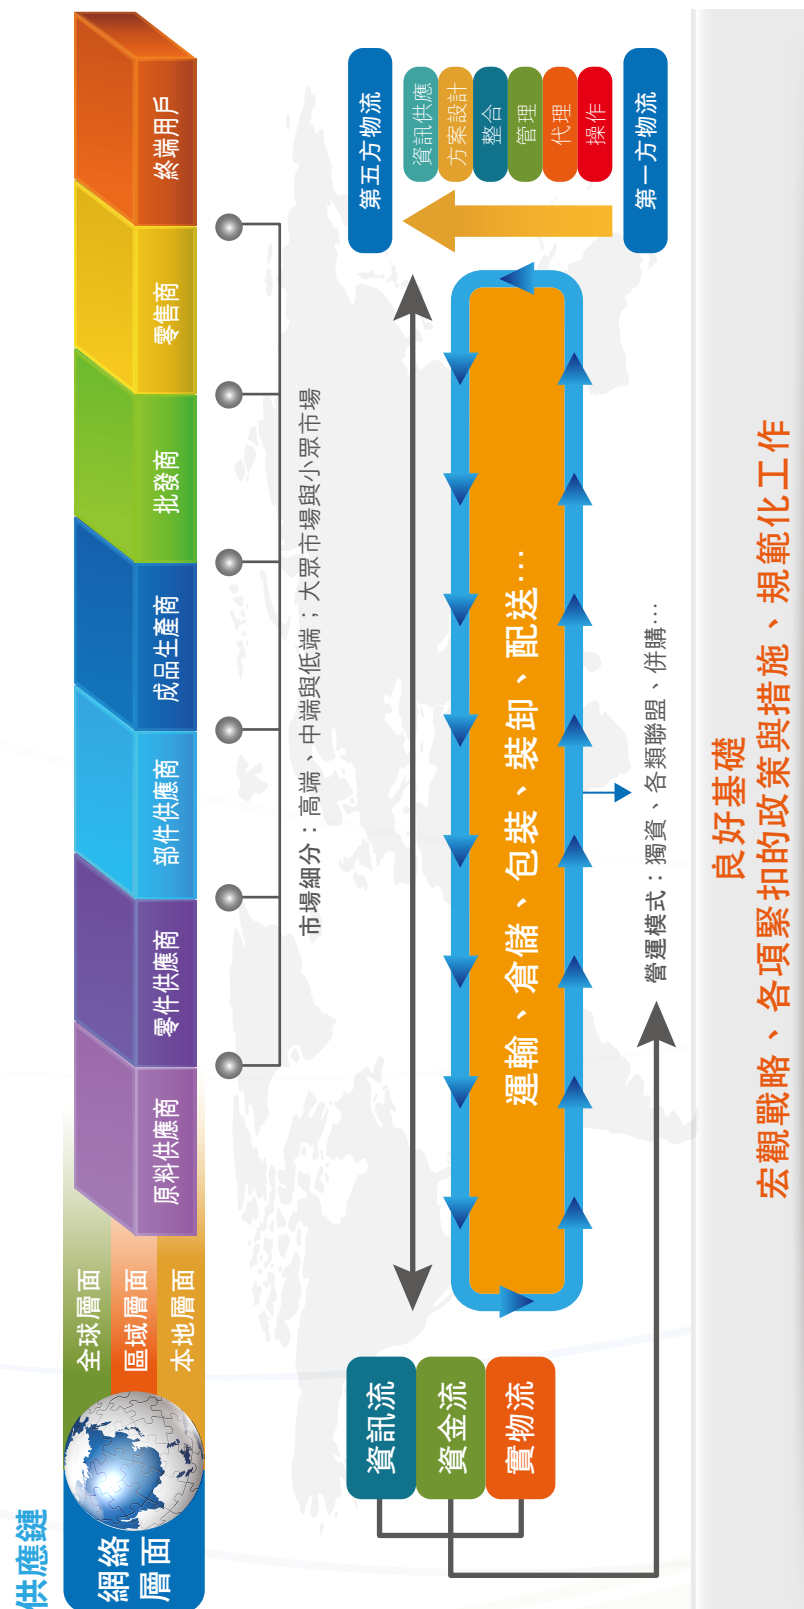 供應鏈
網絡
層面
全球層面
區域層面
本地層面
原料供應商
零件供應商
部件供應商
成品生產商
批發商
零售商
終端用戶
市場細分：高端、中端與低端；大眾市場與小眾市場
資訊流
資金流
實物流
運輸、倉儲、包裝、裝卸、配送…
第五方物流
資訊供應
方案設計
整合
管理
代理
操作
第一方物流
營運模式：獨資、各類聯盟、併購…
良好基礎
宏觀戰略、各項緊扣的政策與措施、規範化工作